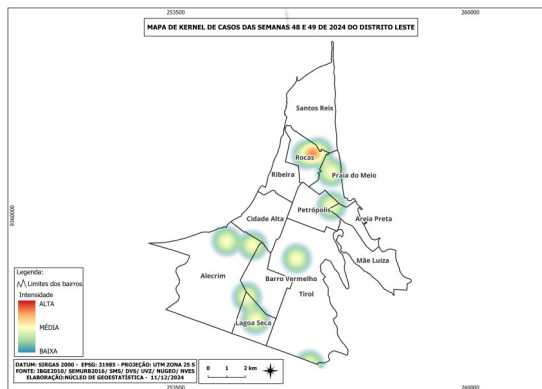 253500
260000
MAPA DE KERNEL DE CASOS DAS SEMANAS 48 E 49 DE 2024 DO DISTRITO LESTE
Santos Reis
Rocas
Ribeira
Praia do Meio
Petrópolis
Areia Preta
Cidade Alta
9360000
9360000
Mãe Luiza
Alecrim
Barro Vermelho
Tirol
Lagoa Seca
Legenda:
Limites dos bairros
Intensidade
ALTA
MÉDIA
BAIXA
DATUM: SIRGAS 2000 - EPSG: 31985 - PROJEÇÃO: UTM ZONA 25 S
FONTE: IBGE2010/ SEMURB2016/ SMS/ DVS/ UVZ/ NUGEO/ NVES
ELABORAÇÃO:NÚCLEO DE GEOESTATÍSTICA - 11/12/2024
0 1 2 km
253500
260000